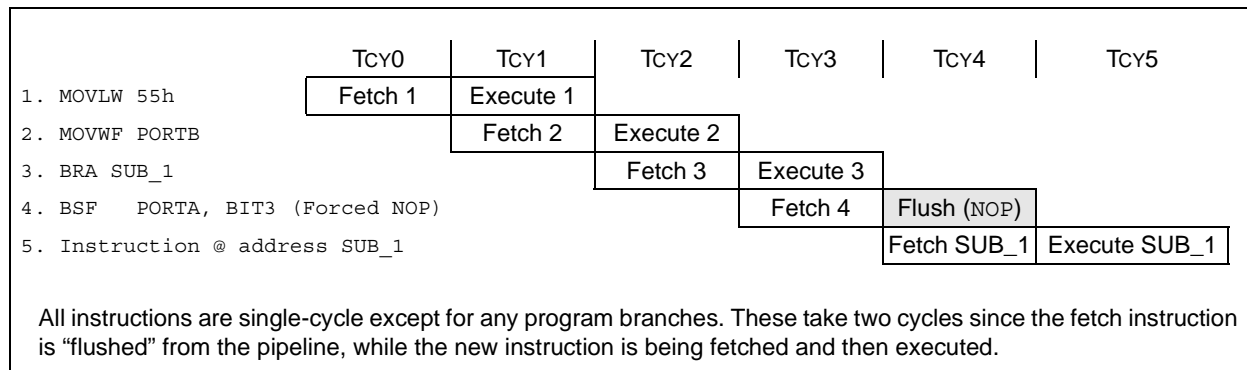 TCY0 TCY1 TCY2 TCY3 TCY4 TCY5
1. MOVLW 55h Fetch 1 Execute 1
2. MOVWF PORTB Fetch 2 Execute 2
3. BRA SUB_1 Fetch 3 Execute 3
4. BSF PORTA, BIT3 (Forced NOP) Fetch 4 Flush (NOP)
5. Instruction @ address SUB_1 Fetch SUB_1 Execute SUB_1
All instructions are single-cycle except for any program branches. These take two cycles since the fetch instruction
is “flushed” from the pipeline, while the new instruction is being fetched and then executed.